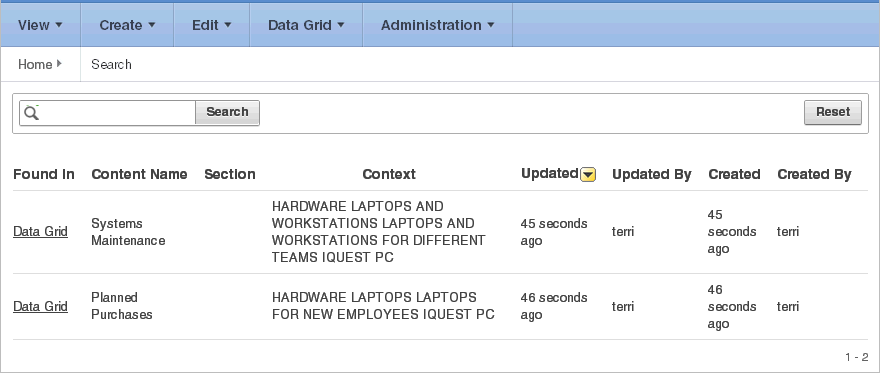 View Create Edit Data Grid Administration
Home Search
Search Reset
Found In Content Name Section Context Updated Updated By Created Created By
Data Grid Systems Maintenance HARDWARE LAPTOPS AND WORKSTATIONS LAPTOPS AND WORKSTATIONS FOR DIFFERENT TEAMS IQUEST PC 45 seconds ago terri 45 seconds ago terri
Data Grid Planned Purchases HARDWARE LAPTOPS LAPTOPS FOR NEW EMPLOYEES IQUEST PC 46 seconds ago terri 46 seconds ago terri
1 - 2